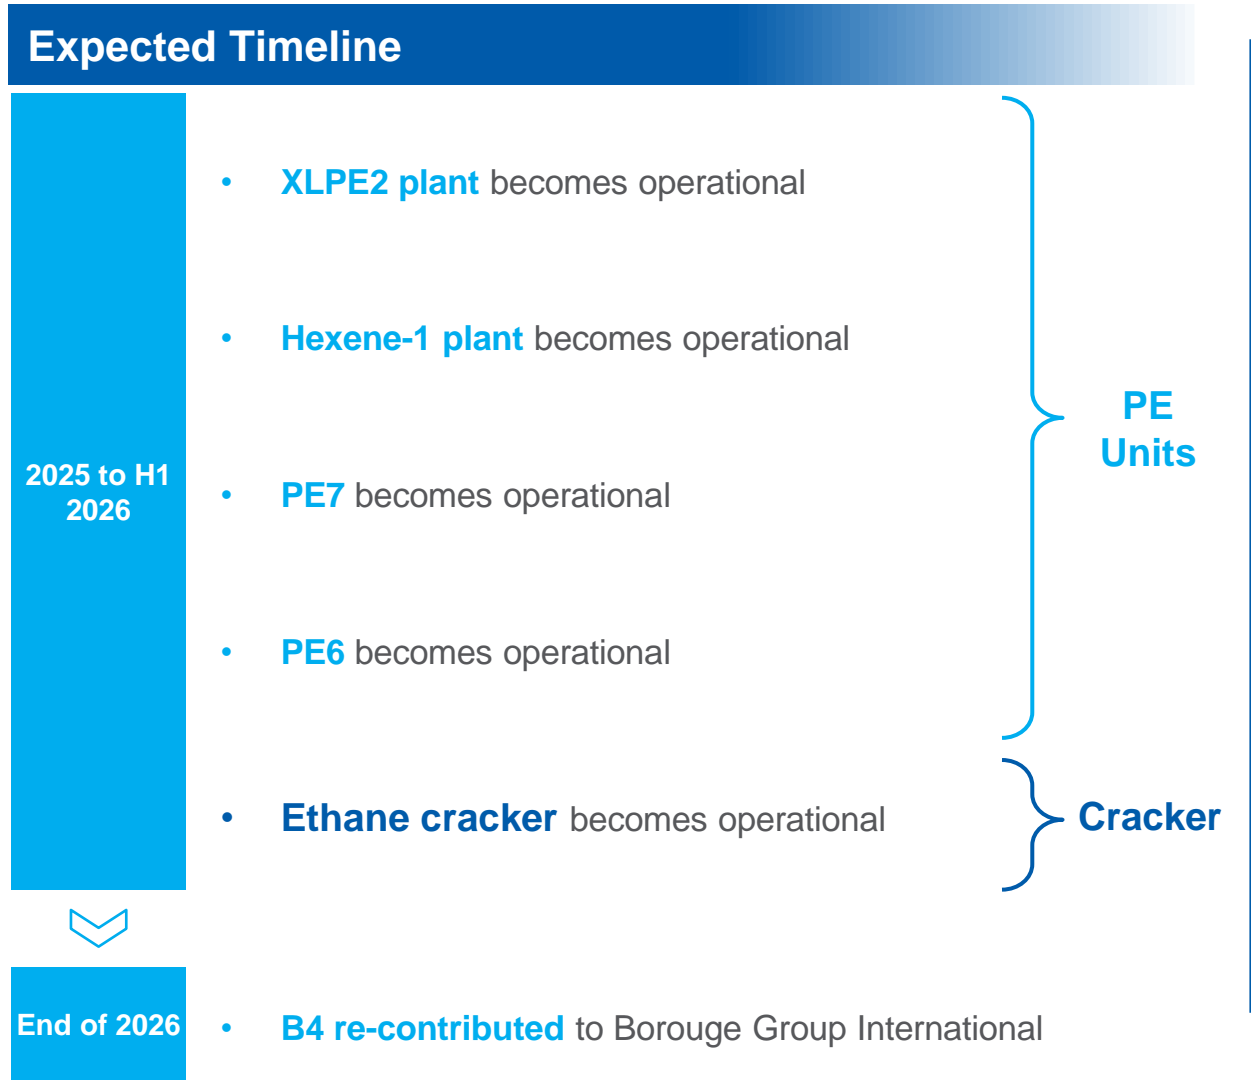 Expected Timeline
2025 to H1
2026
• XLPE2 plant becomes operational
• Hexene-1 plant becomes operational
• PE7 becomes operational
• PE6 becomes operational
PE
Units
• Ethane cracker becomes operational
Cracker
End of 2026
• B4 re-contributed to Borouge Group International